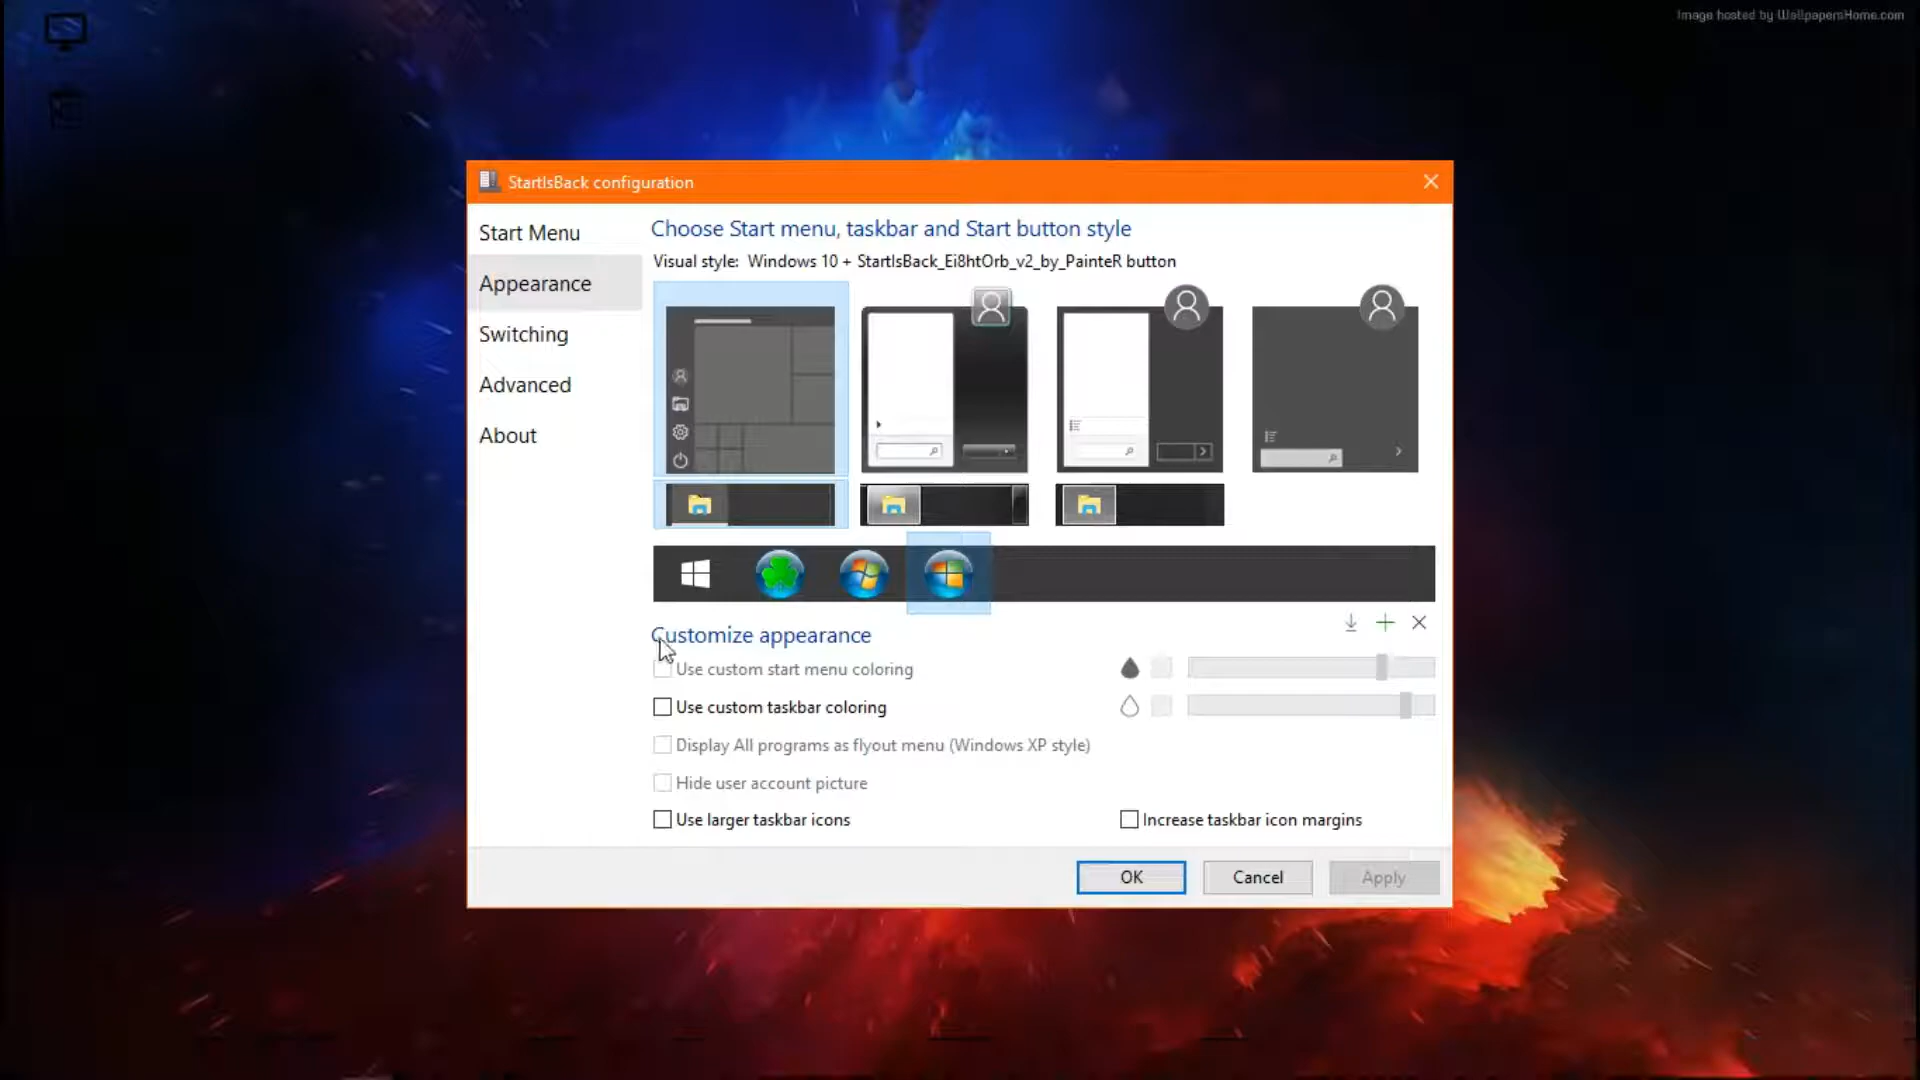 Image hosted by WallpapersHome.com
StartIsBack configuration
Start Menu
Appearance
Switching
Advanced
About
Choose Start menu, taskbar and Start button style
Visual style: Windows 10 + StartIsBack_Ei8htOrb_v2_by_PainteR button
Customize appearance
Use custom start menu coloring
Use custom taskbar coloring
Display All programs as flyout menu (Windows XP style)
Hide user account picture
Use larger taskbar icons
Increase taskbar icon margins
OK
Cancel
Apply